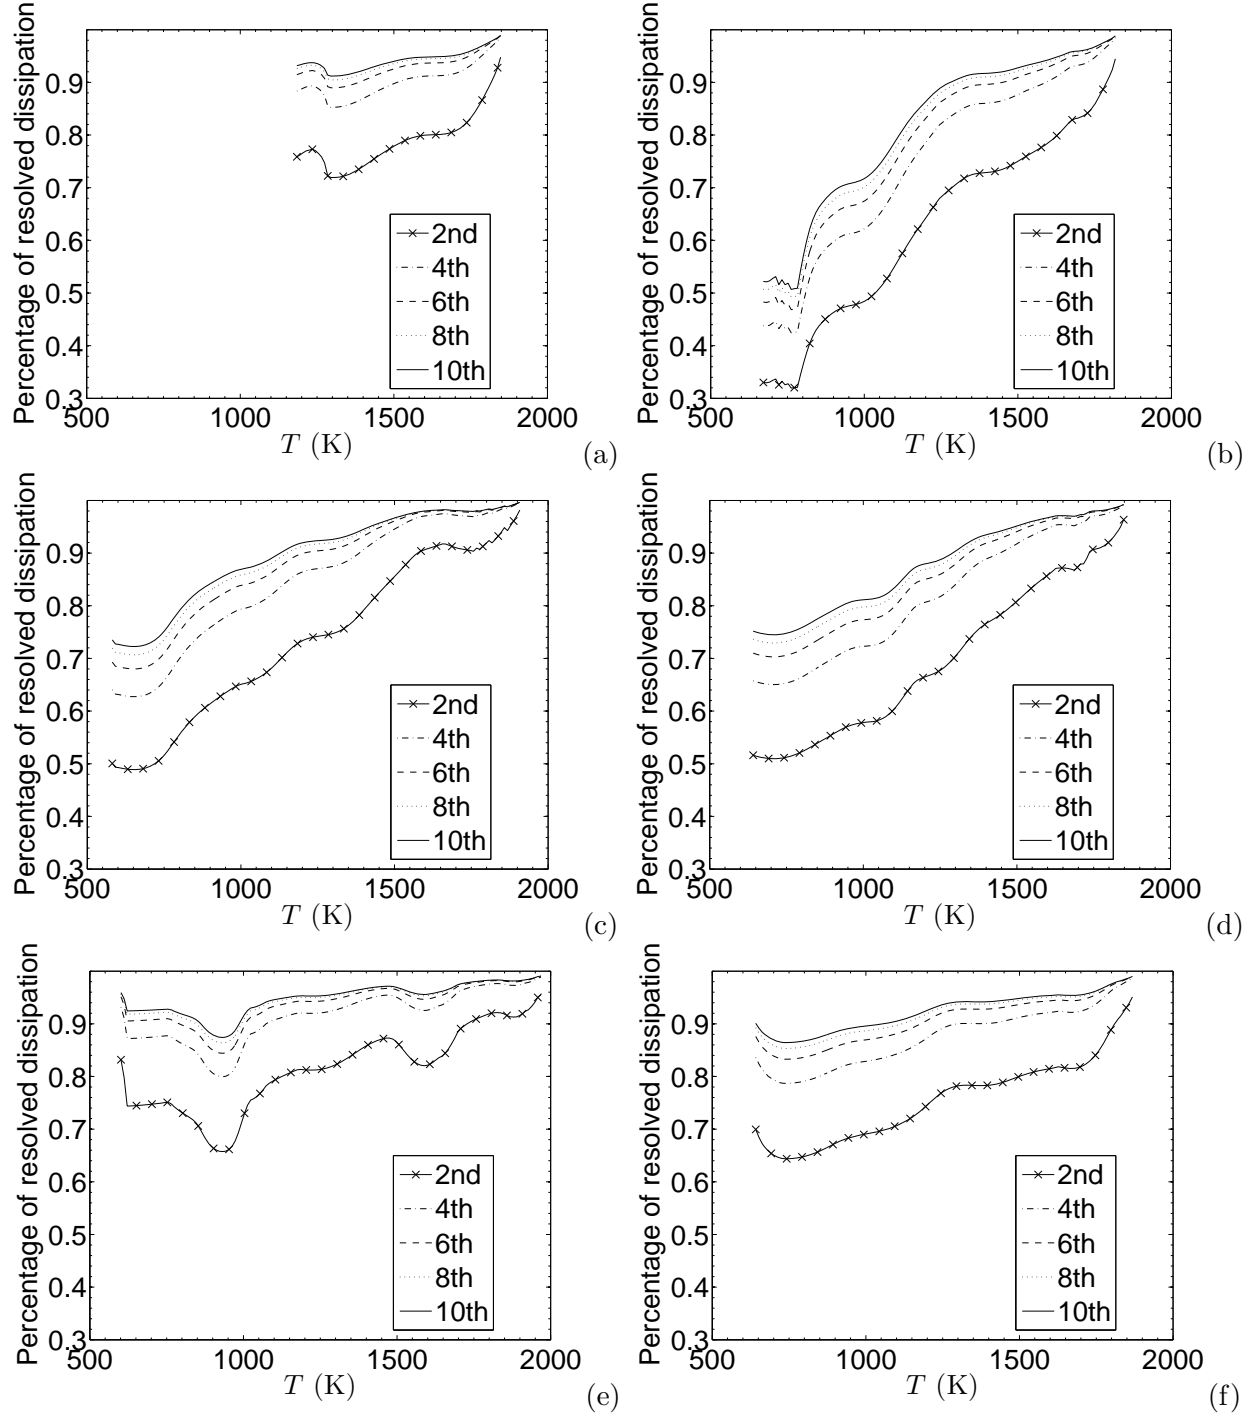 Percentage of resolved dissipation
0.9
0.8
0.7
0.6
0.5
0.4
0.3
500 1000 1500 2000
T (K)
2nd
4th
6th
8th
10th
(a)
Percentage of resolved dissipation
0.9
0.8
0.7
0.6
0.5
0.4
0.3
500 1000 1500 2000
T (K)
2nd
4th
6th
8th
10th
(b)
Percentage of resolved dissipation
0.9
0.8
0.7
0.6
0.5
0.4
0.3
500 1000 1500 2000
T (K)
2nd
4th
6th
8th
10th
(c)
Percentage of resolved dissipation
0.9
0.8
0.7
0.6
0.5
0.4
0.3
500 1000 1500 2000
T (K)
2nd
4th
6th
8th
10th
(d)
Percentage of resolved dissipation
0.9
0.8
0.7
0.6
0.5
0.4
0.3
500 1000 1500 2000
T (K)
2nd
4th
6th
8th
10th
(e)
Percentage of resolved dissipation
0.9
0.8
0.7
0.6
0.5
0.4
0.3
500 1000 1500 2000
T (K)
2nd
4th
6th
8th
10th
(f)